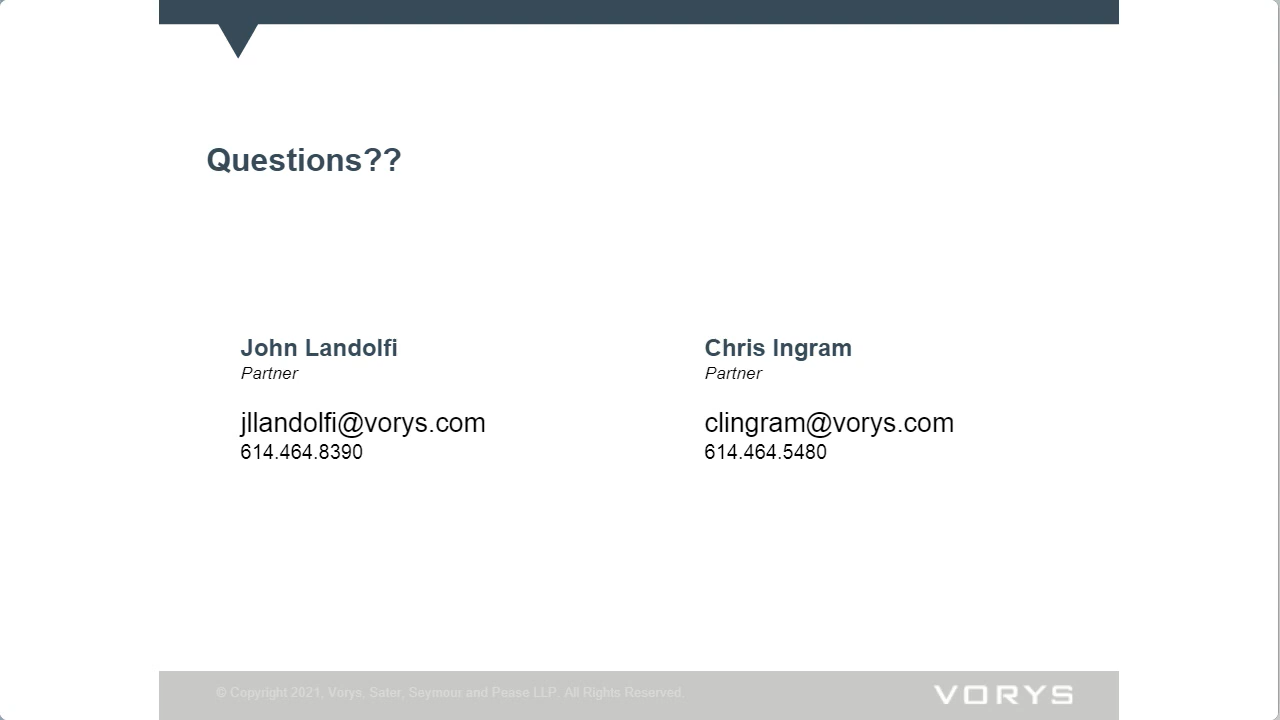 Questions??
John Landolfi
Partner
jllandolfi@vorys.com
614.464.8390
Chris Ingram
Partner
clingram@vorys.com
614.464.5480
© Copyright 2021, Vorys, Sater, Seymour and Pease LLP. All Rights Reserved.
VORYS